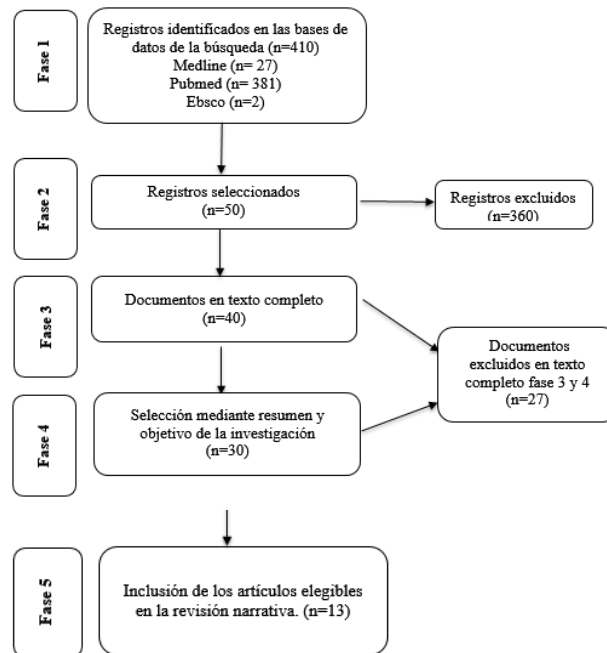 Fase 1
Registros identificados en las bases de
datos de la búsqueda (n=410)
Medline (n= 27)
Pubmed (n= 381)
Ebsco (n=2)
Fase 2
Registros seleccionados
(n=50)
Registros excluidos
(n=360)
Fase 3
Documentos en texto completo
(n=40)
Documentos
excluidos en texto
completo fase 3 y 4
(n=27)
Fase 4
Selección mediante resumen y
objetivo de la investigación
(n=30)
Fase 5
Inclusión de los artículos elegibles
en la revisión narrativa. (n=13)